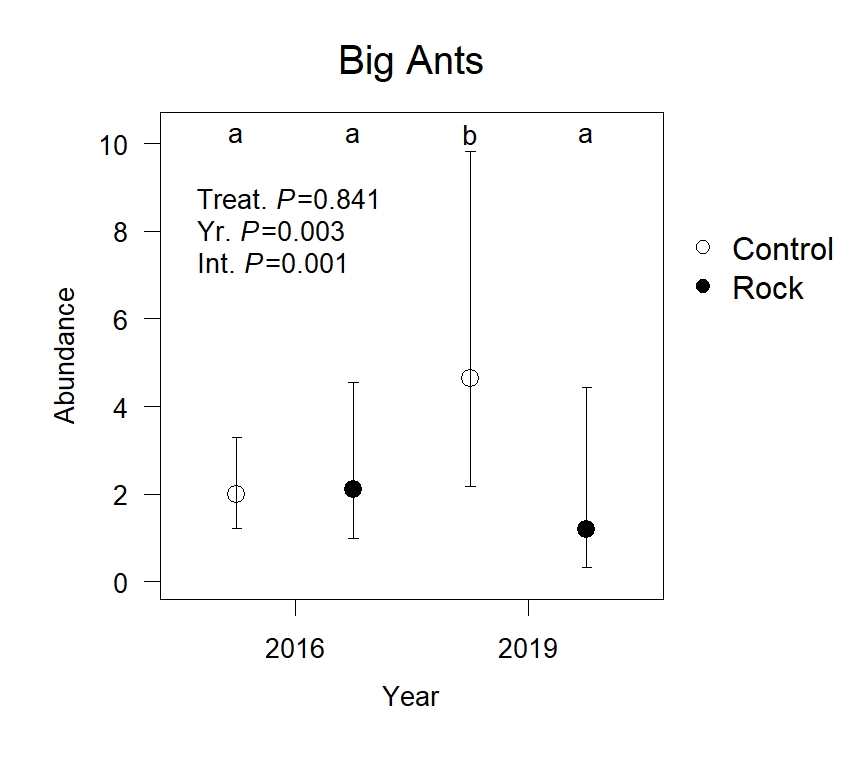 Big Ants
a a b a
10
8
6
4
2
0
Treat. P=0.841
Yr. P=0.003
Int. P=0.001
Abundance
Control
Rock
2016 2019
Year